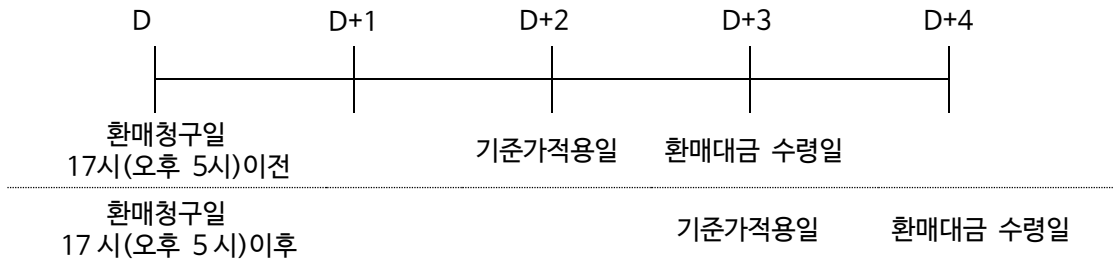 D D+1 D+2 D+3 D+4
환매청구일
17시(오후 5시)이전
기준가적용일 환매대금 수령일
환매청구일
17 시(오후 5 시)이후
기준가적용일 환매대금 수령일